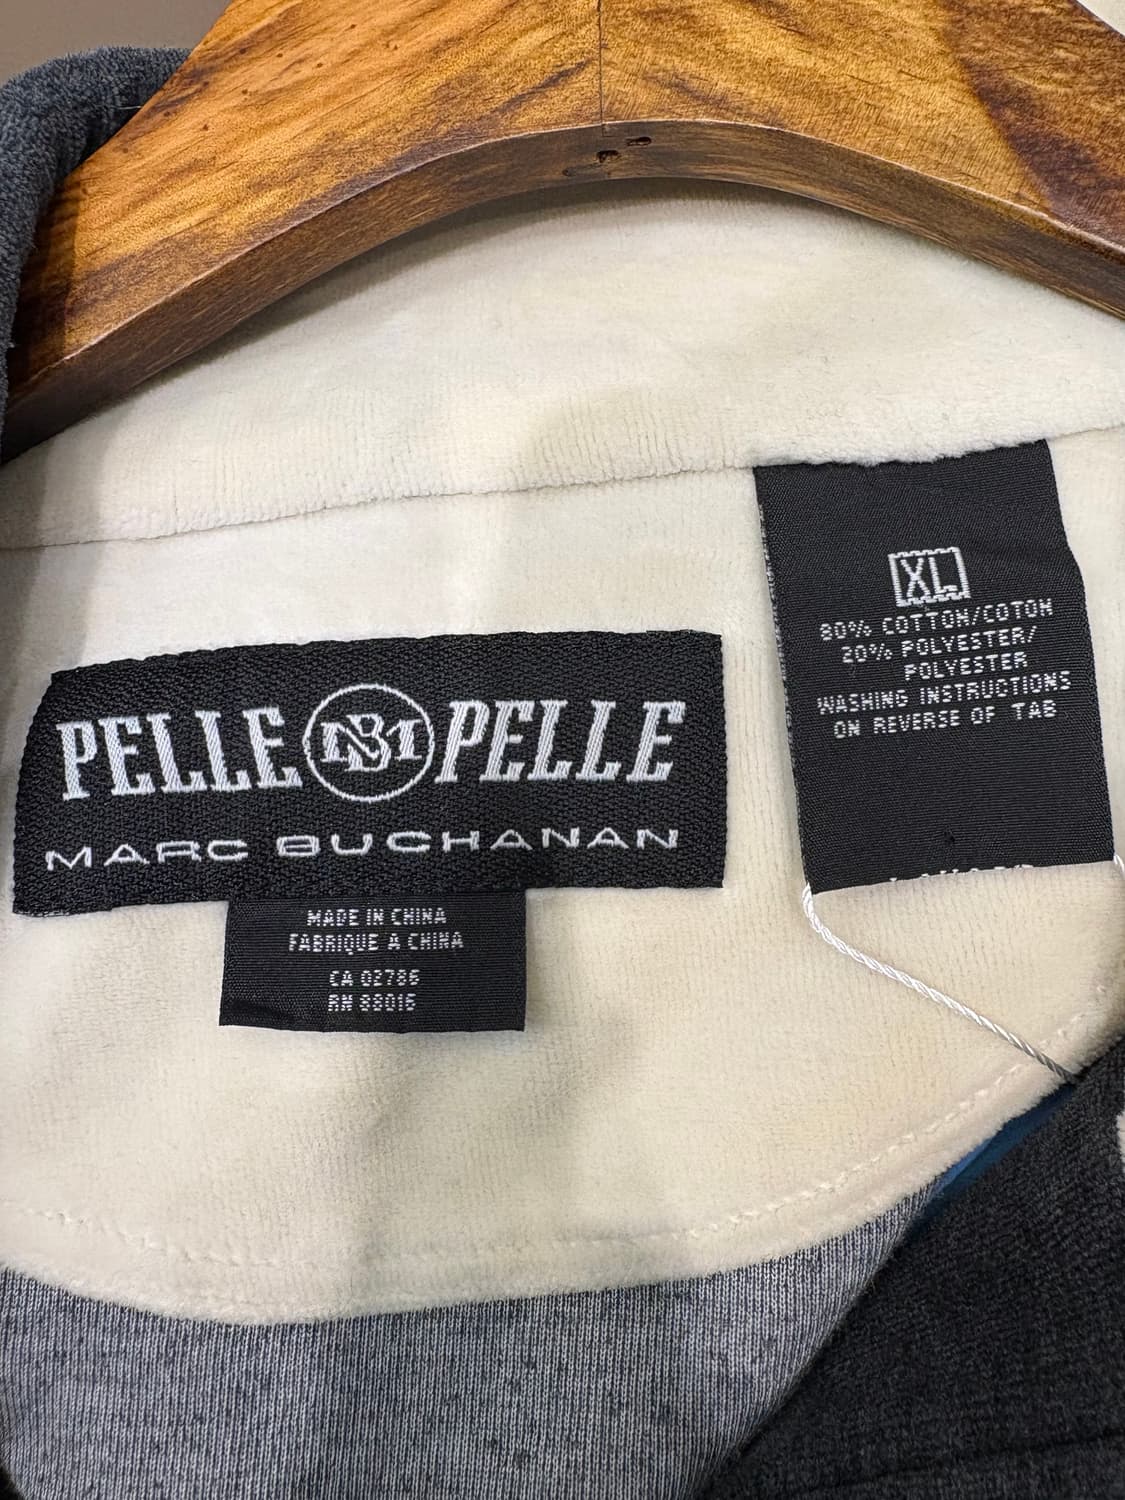 XL
80% COTTON/COTON
20% POLYESTER/
POLYESTER
WASHING INSTRUCTIONS
ON REVERSE OF TAB
PELLE MB PELLE
MARC BUCHANAN
MADE IN CHINA
FABRIQUE A CHINA
CA 02786
RN 88015